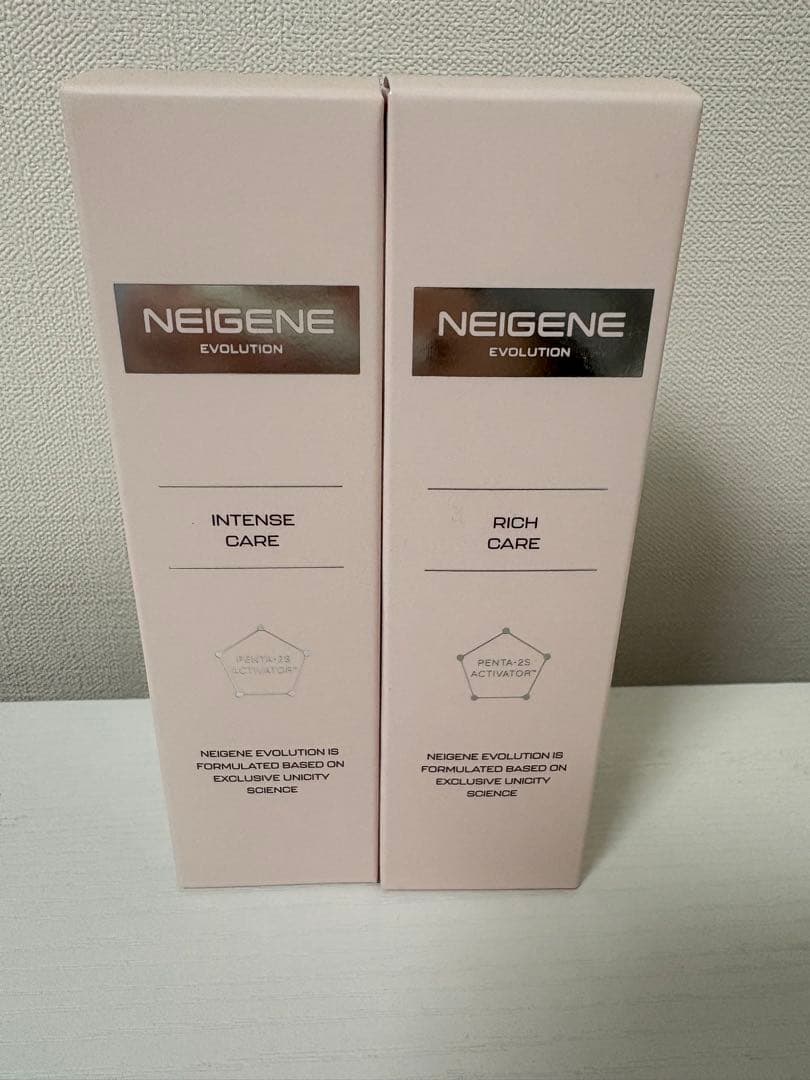 NEIGENE
EVOLUTION
INTENSE
CARE
PENTA-2S
ACTIVATOR™
NEIGENE EVOLUTION IS
FORMULATED BASED ON
EXCLUSIVE UNICITY
SCIENCE
NEIGENE
EVOLUTION
RICH
CARE
PENTA-2S
ACTIVATOR™
NEIGENE EVOLUTION IS
FORMULATED BASED ON
EXCLUSIVE UNICITY
SCIENCE